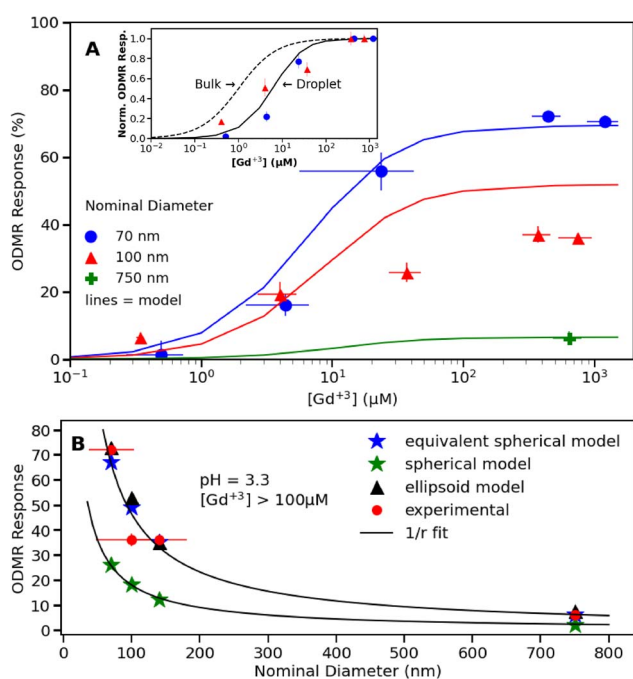 A
100
80
60
40
20
0
ODMR Response (%)
Norm. ODMR Resp.
1.0
0.8
0.6
0.4
0.2
0.0
Bulk →
← Droplet
10⁻² 10⁻¹ 10⁰ 10¹ 10² 10³
[Gd⁺³] (μM)
Nominal Diameter
70 nm
100 nm
750 nm
lines = model
10⁻¹ 10⁰ 10¹ 10² 10³
[Gd⁺³] (μM)
B
80
70
60
50
40
30
20
10
0
ODMR Response
pH = 3.3
[Gd⁺³] > 100μM
equivalent spherical model
spherical model
ellipsoid model
experimental
1/r fit
0 100 200 300 400 500 600 700 800
Nominal Diameter (nm)